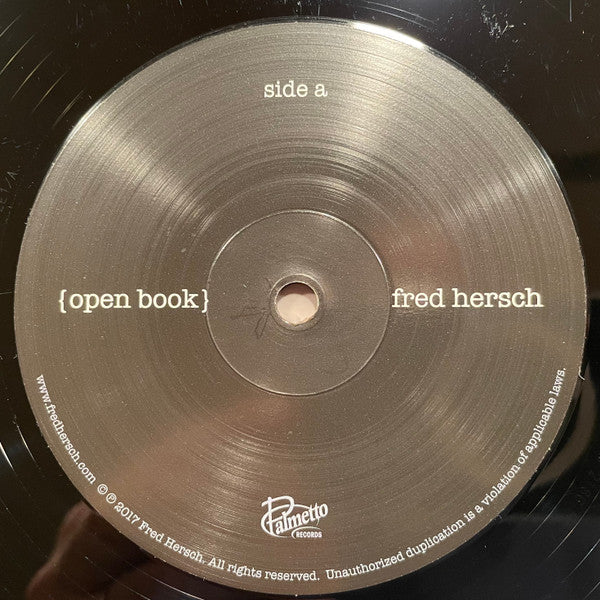 side a
{open book}
fred hersch
Palmetto
RECORDS
www.fredhersch.com © ℗ 2017 Fred Hersch. All rights reserved. Unauthorized duplication is a violation of applicable laws.